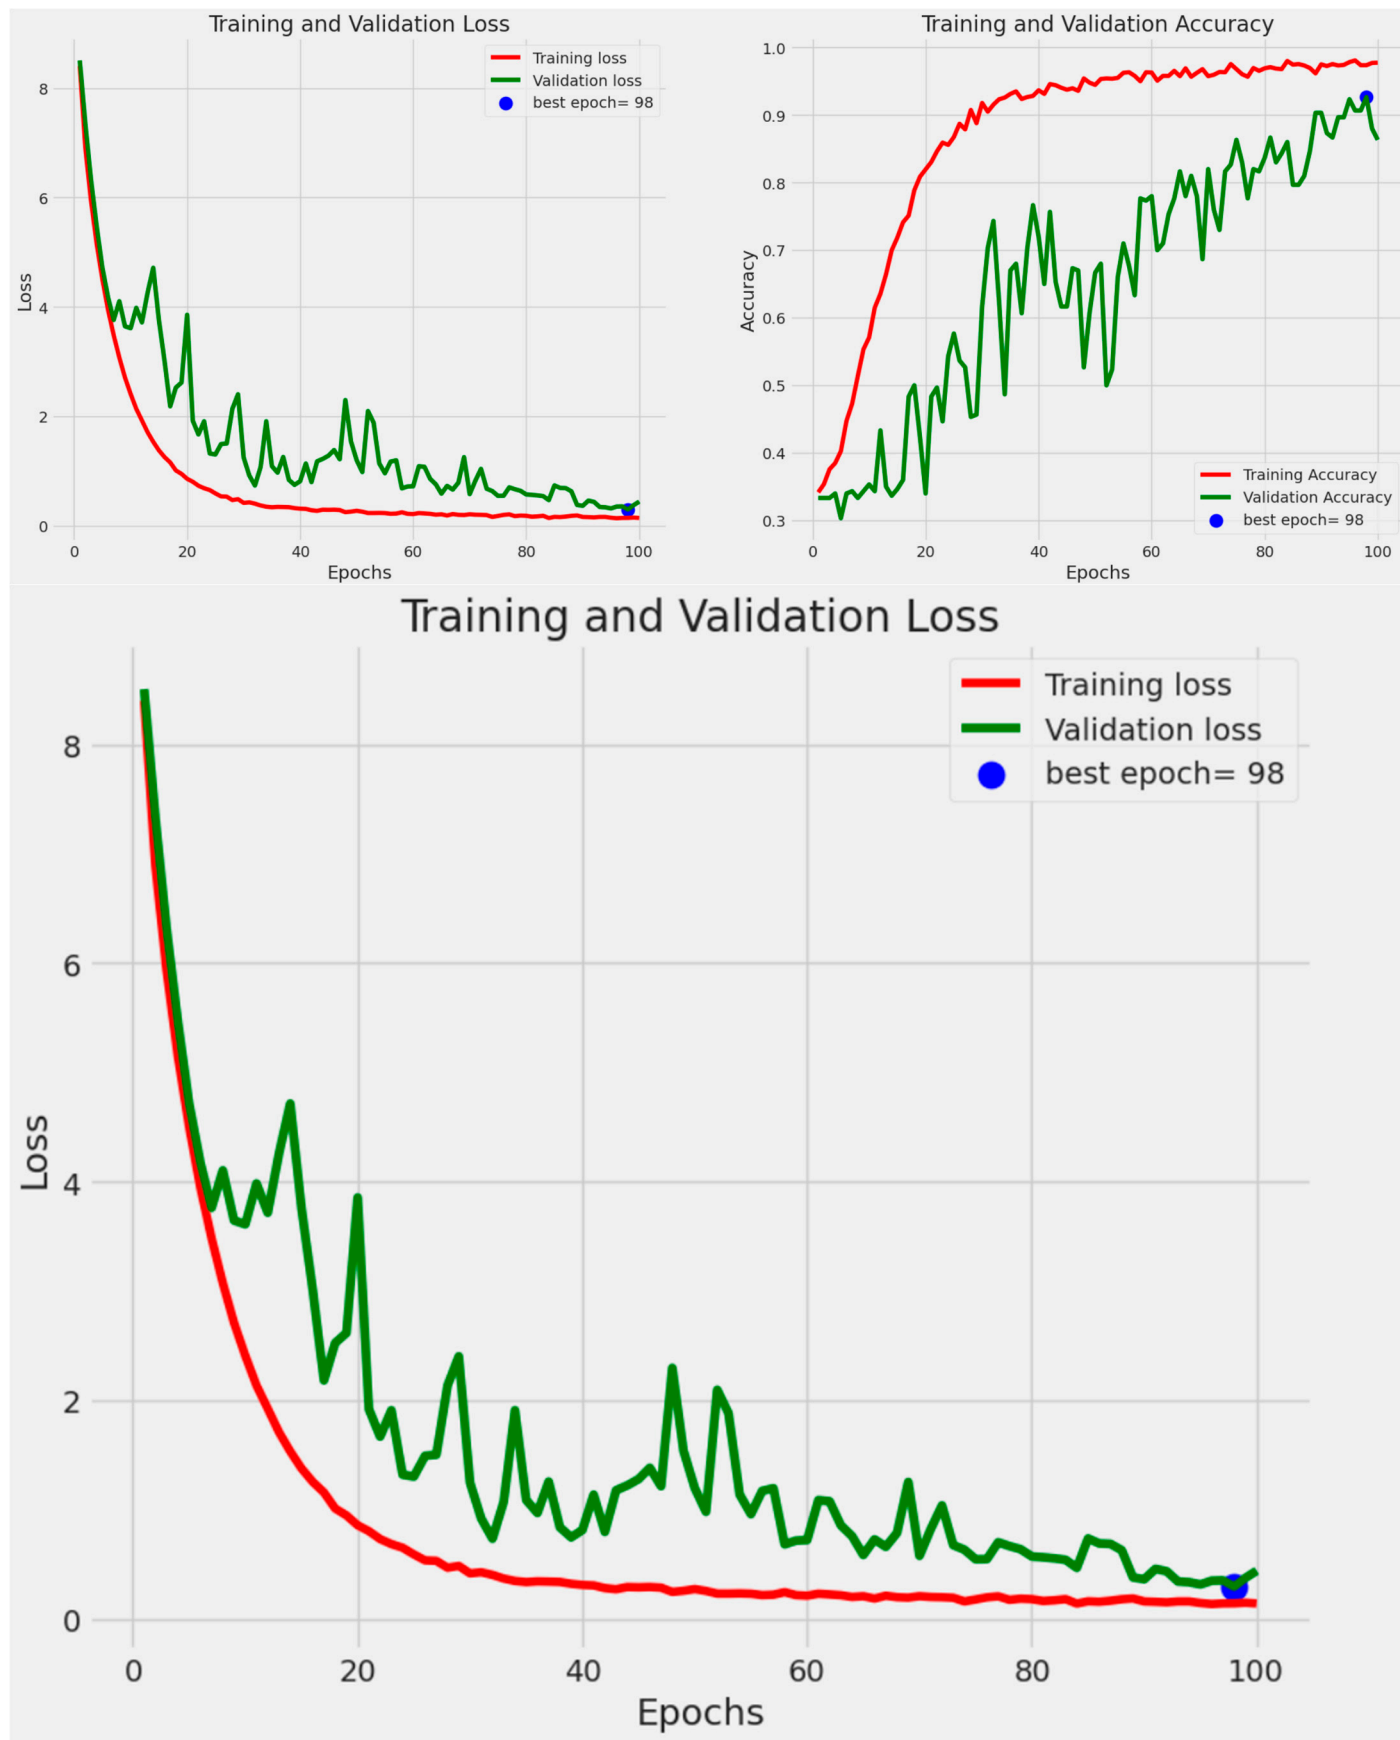 Training and Validation Loss
Training loss
Validation loss
best epoch= 98
8
6
4
2
0
Loss
0 20 40 60 80 100
Epochs
Training and Validation Accuracy
1.0
0.9
0.8
0.7
0.6
0.5
0.4
0.3
Accuracy
Training Accuracy
Validation Accuracy
best epoch= 98
0 20 40 60 80 100
Epochs
Training and Validation Loss
Training loss
Validation loss
best epoch= 98
8
6
4
2
0
Loss
0 20 40 60 80 100
Epochs